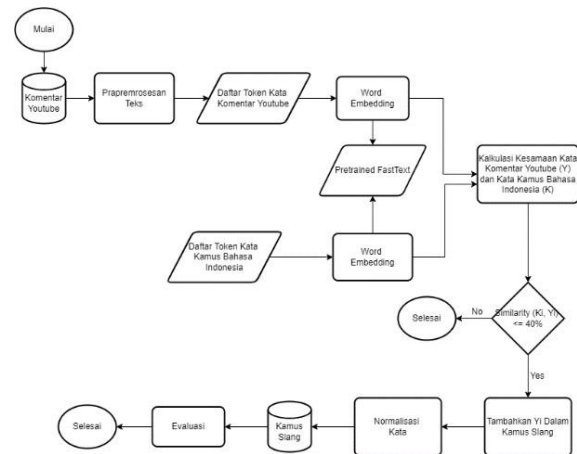 Mulai
Komentar
Youtube
Prapremrosesan
Teks
Daftar Token Kata
Komentar Youtube
Word
Embedding
Pretrained FastText
Kalkulasi Kesamaan Kata
Komentar Youtube (Y)
dan Kata Kamus Bahasa
Indonesia (K)
Daftar Token Kata
Kamus Bahasa
Indonesia
Word
Embedding
Similarity (Ki, Yi)
<= 40%
No
Selesai
Yes
Tambahkan Yi Dalam
Kamus Slang
Normalisasi
Kata
Kamus
Slang
Evaluasi
Selesai